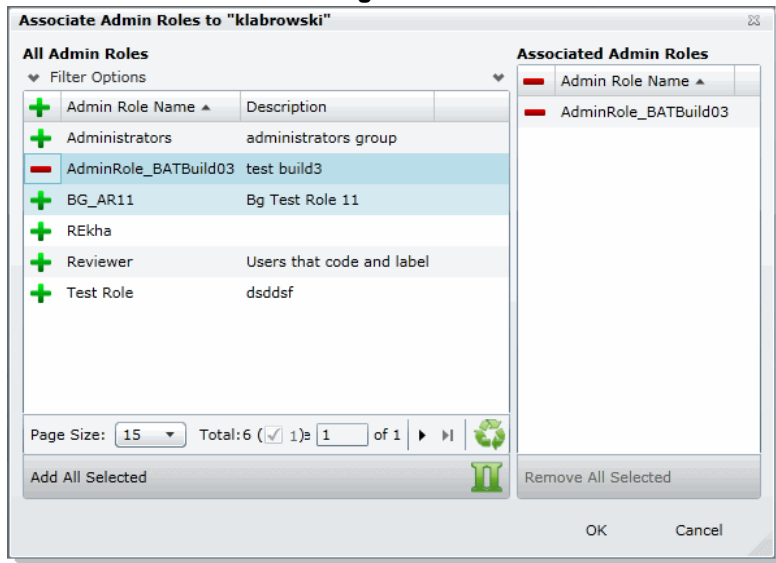 Associate Admin Roles to "klabrowski"
All Admin Roles
Filter Options
Admin Role Name Description
Administrators administrators group
AdminRole_BATBuild03 test build3
BG_AR11 Bg Test Role 11
REkha
Reviewer Users that code and label
Test Role dsddsf
Page Size: 15 Total:6 ( 1) 1 of 1
Add All Selected
Associated Admin Roles
Admin Role Name
AdminRole_BATBuild03
Remove All Selected
OK Cancel